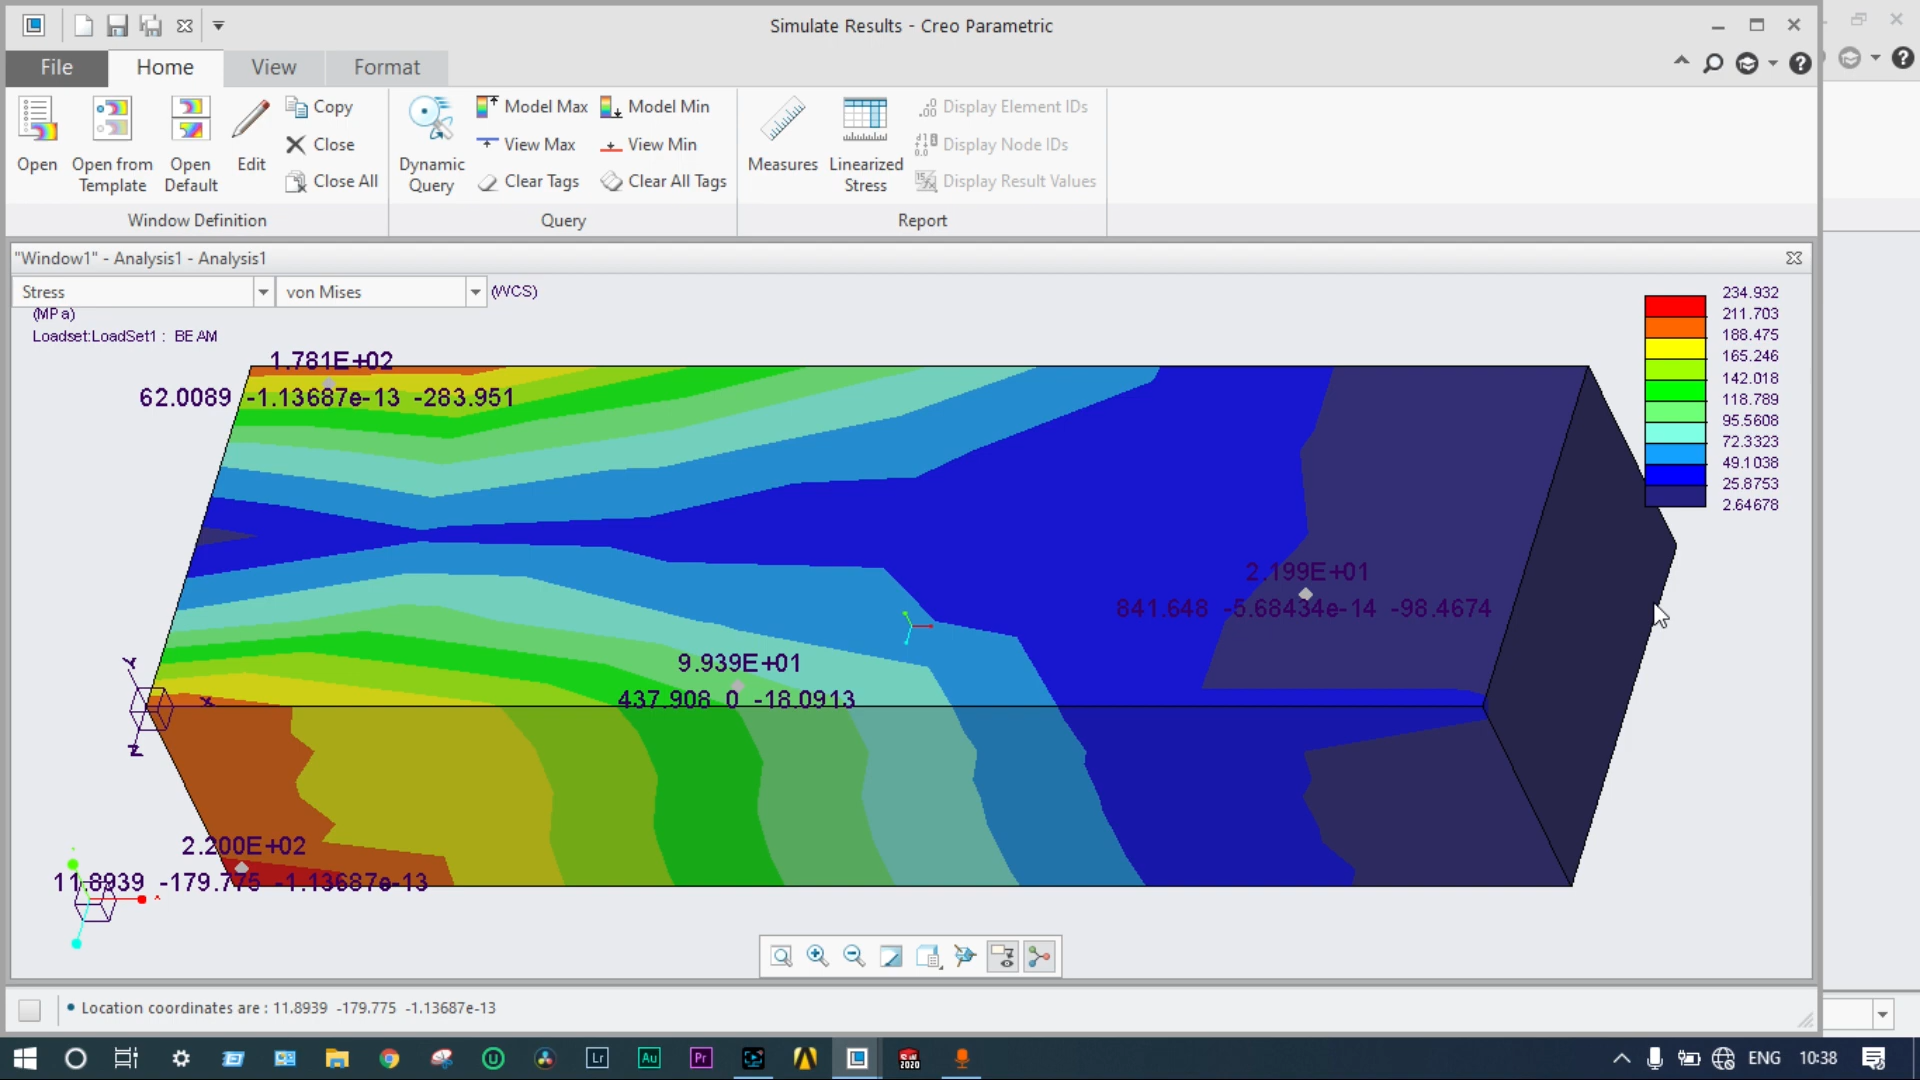 Simulate Results - Creo Parametric
File Home View Format
Open
Open from Template
Open Default
Edit
Copy
Close
Close All
Window Definition
Dynamic Query
Model Max
Model Min
View Max
View Min
Clear Tags
Clear All Tags
Query
Measures
Linearized Stress
Display Element IDs
Display Node IDs
Display Result Values
Report
"Window1" - Analysis1 - Analysis1
Stress von Mises (WCS)
(MPa)
Loadset:LoadSet1 : BEAM
234.932
211.703
188.475
165.246
142.018
118.789
95.5608
72.3323
49.1038
25.8753
2.64678
1.781E+02
62.0089 -1.13687e-13 -283.951
2.199E+01
841.648 -5.68434e-14 -98.4674
9.939E+01
437.908 0 -18.0913
Y
X
Z
2.200E+02
11.8939 -179.775 -1.13687e-13
Location coordinates are : 11.8939 -179.775 -1.13687e-13
Lr Au Pr
SW 2020
ENG 10:38